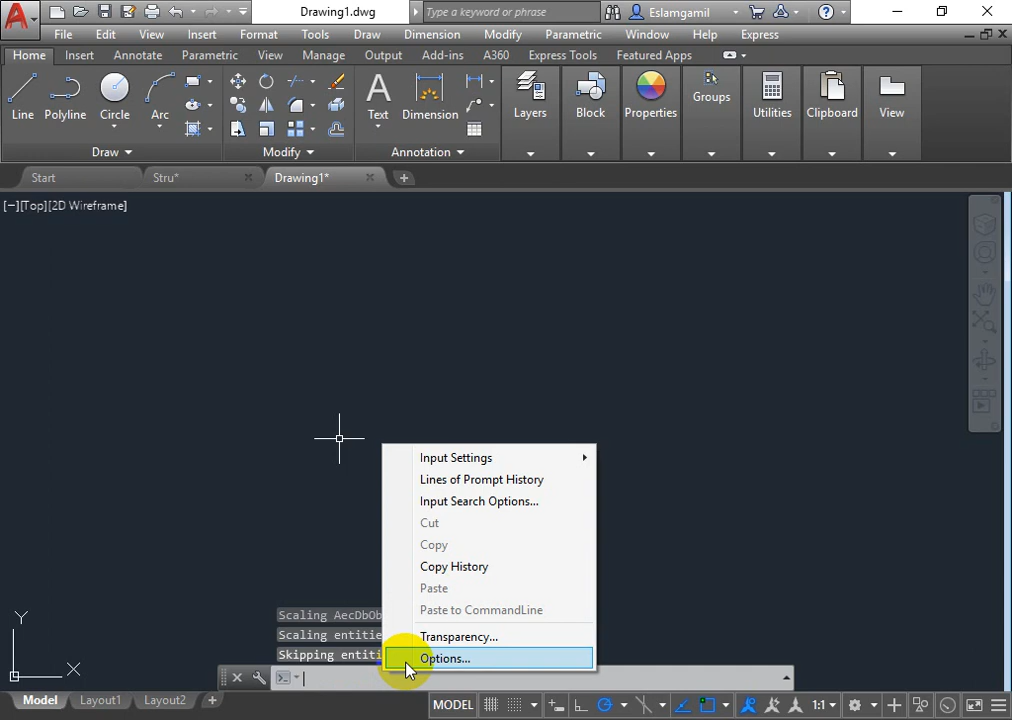 Drawing1.dwg
Type a keyword or phrase
Eslamgamil
File Edit View Insert Format Tools Draw Dimension Modify Parametric Window Help Express
Home Insert Annotate Parametric View Manage Output Add-ins A360 Express Tools Featured Apps
Line Polyline Circle Arc Text Dimension Layers Block Properties Groups Utilities Clipboard View
Draw Modify Annotation
Start Stru* Drawing1*
[−][Top][2D Wireframe]
Input Settings
Lines of Prompt History
Input Search Options...
Cut
Copy
Copy History
Paste
Paste to CommandLine
Transparency...
Options...
Scaling AecDbOb
Scaling entitie
Skipping entiti
Y
X
Model Layout1 Layout2
MODEL 1:1